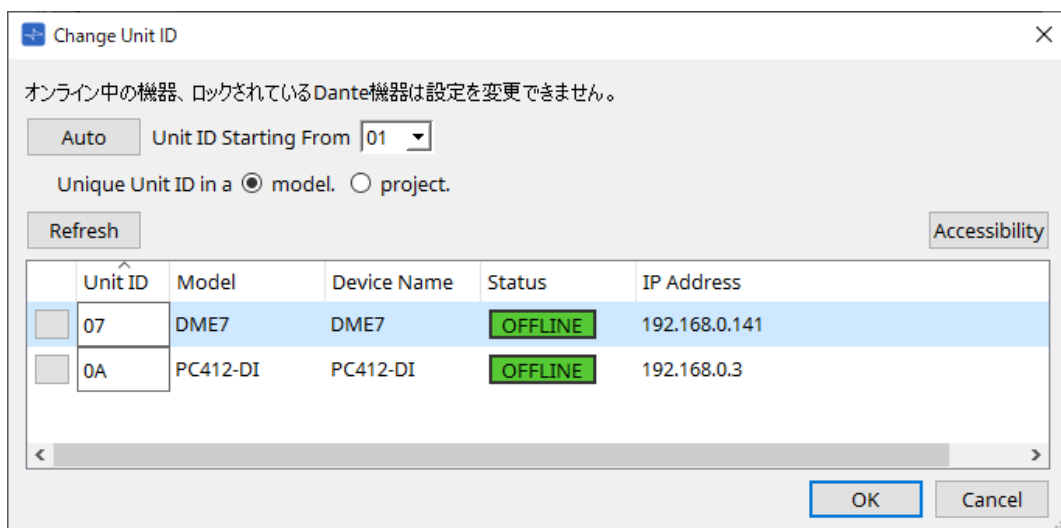 Change Unit ID
オンライン中の機器、ロックされているDante機器は設定を変更できません。
Auto Unit ID Starting From 01
Unique Unit ID in a model. project.
Refresh Accessibility
Unit ID Model Device Name Status IP Address
07 DME7 DME7 OFFLINE 192.168.0.141
0A PC412-DI PC412-DI OFFLINE 192.168.0.3
OK Cancel